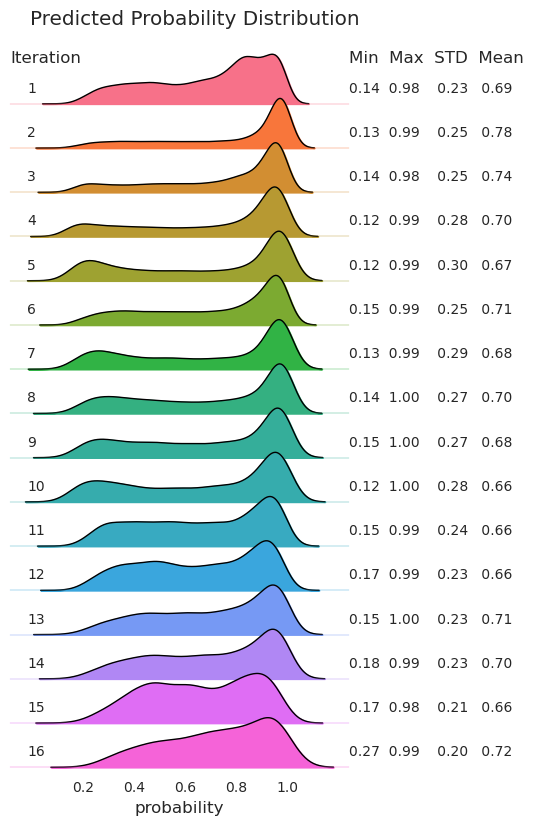 Predicted Probability Distribution
Iteration Min Max STD Mean
1 0.14 0.98 0.23 0.69
2 0.13 0.99 0.25 0.78
3 0.14 0.98 0.25 0.74
4 0.12 0.99 0.28 0.70
5 0.12 0.99 0.30 0.67
6 0.15 0.99 0.25 0.71
7 0.13 0.99 0.29 0.68
8 0.14 1.00 0.27 0.70
9 0.15 1.00 0.27 0.68
10 0.12 1.00 0.28 0.66
11 0.15 0.99 0.24 0.66
12 0.17 0.99 0.23 0.66
13 0.15 1.00 0.23 0.71
14 0.18 0.99 0.23 0.70
15 0.17 0.98 0.21 0.66
16 0.27 0.99 0.20 0.72
0.2 0.4 0.6 0.8 1.0
probability